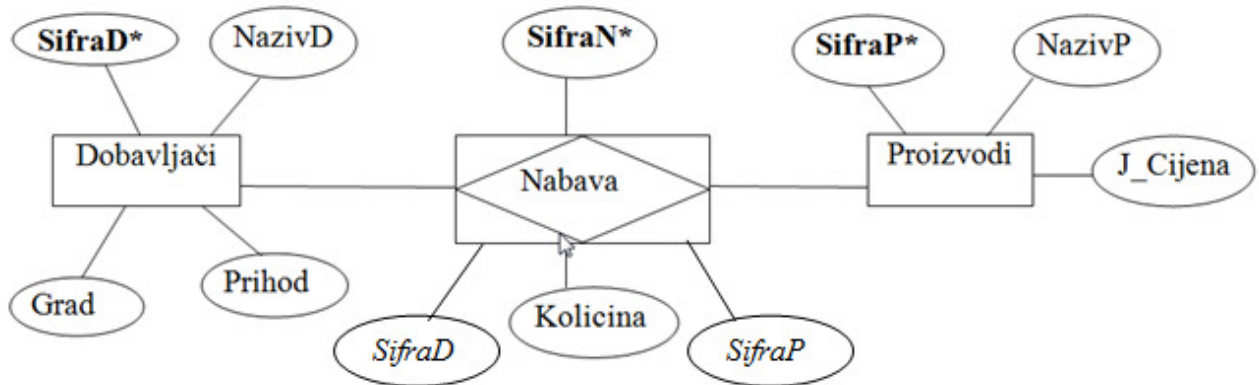 SifraD*
NazivD
SifraN*
SifraP*
NazivP
Dobavljači
Nabava
Proizvodi
J_Cijena
Grad
Prihod
SifraD
Kolicina
SifraP